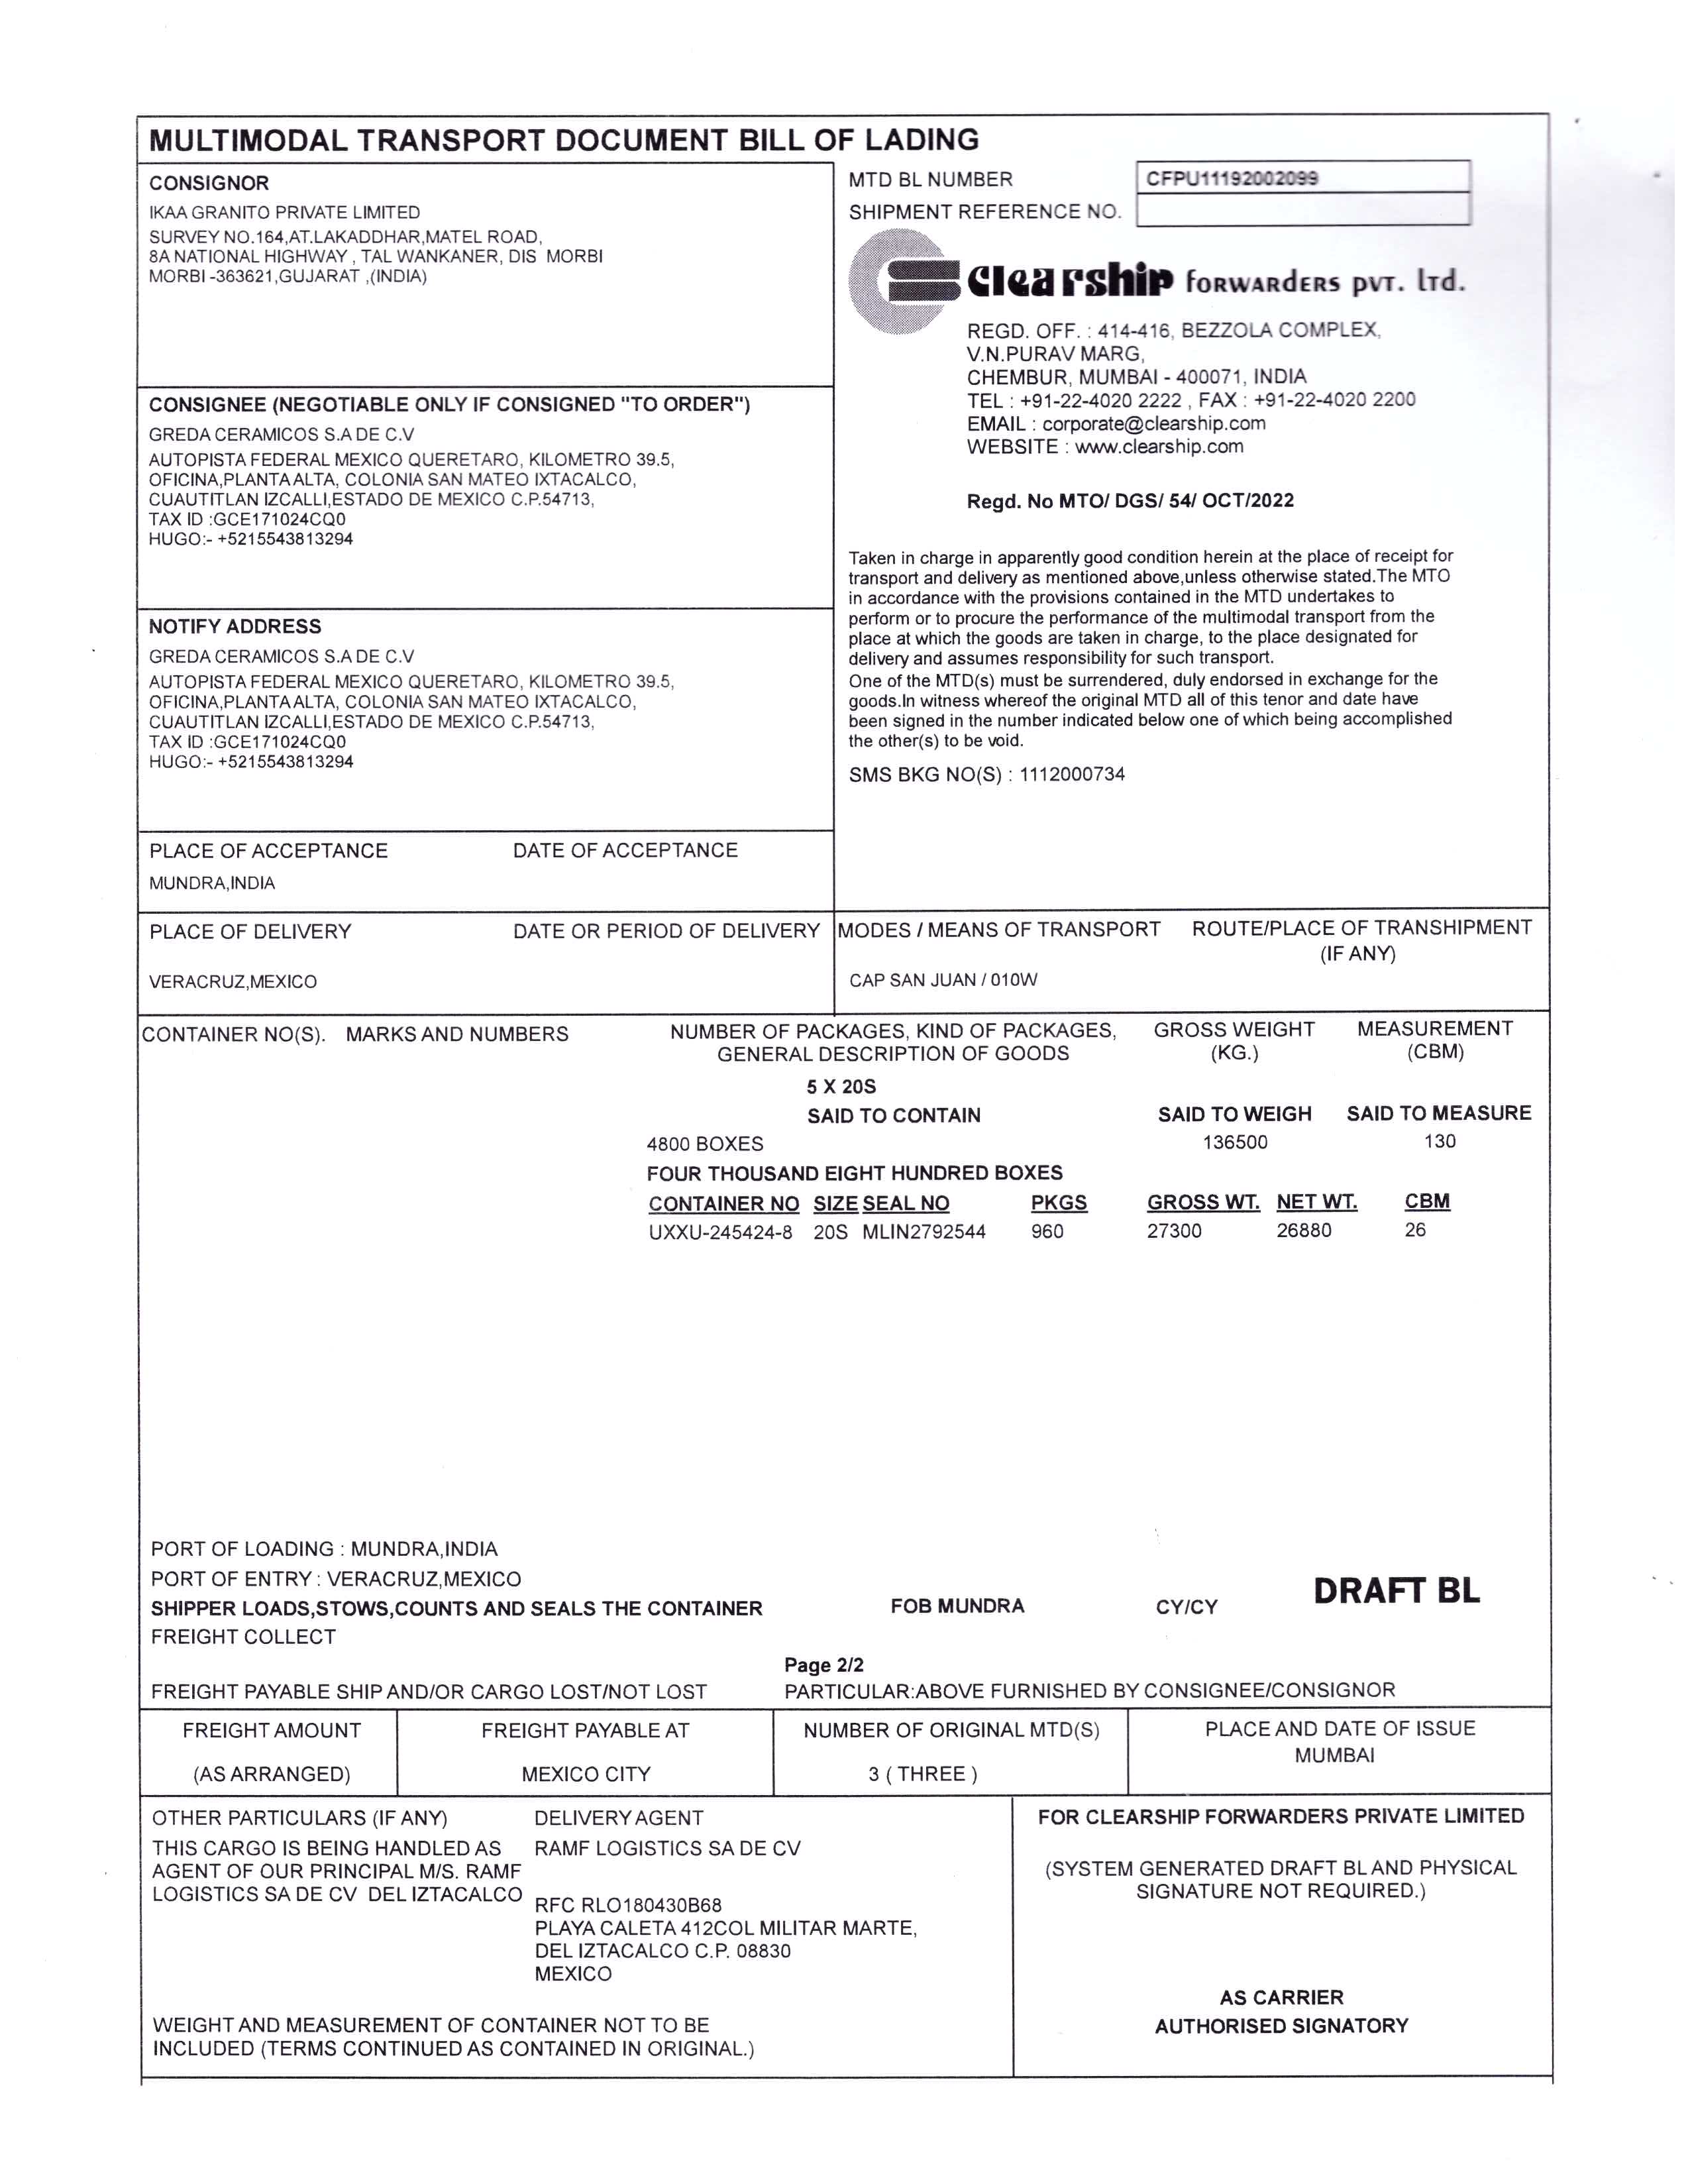 MULTIMODAL TRANSPORT DOCUMENT BILL OF LADING
CONSIGNOR
IKAA GRANITO PRIVATE LIMITED
SURVEY NO.164,AT.LAKADDHAR,MATEL ROAD,
8A NATIONAL HIGHWAY , TAL WANKANER, DIS MORBI
MORBI -363621,GUJARAT ,(INDIA)
MTD BL NUMBER CFPU11192002099
SHIPMENT REFERENCE NO.
clearship FORWARDERS PVT. LTD.
REGD. OFF. : 414-416, BEZZOLA COMPLEX,
V.N.PURAV MARG,
CHEMBUR, MUMBAI - 400071, INDIA
TEL : +91-22-4020 2222 , FAX : +91-22-4020 2200
EMAIL : corporate@clearship.com
WEBSITE : www.clearship.com
Regd. No MTO/ DGS/ 54/ OCT/2022
CONSIGNEE (NEGOTIABLE ONLY IF CONSIGNED "TO ORDER")
GREDA CERAMICOS S.A DE C.V
AUTOPISTA FEDERAL MEXICO QUERETARO, KILOMETRO 39.5,
OFICINA,PLANTA ALTA, COLONIA SAN MATEO IXTACALCO,
CUAUTITLAN IZCALLI,ESTADO DE MEXICO C.P.54713,
TAX ID :GCE171024CQ0
HUGO:- +5215543813294
Taken in charge in apparently good condition herein at the place of receipt for
transport and delivery as mentioned above,unless otherwise stated.The MTO
in accordance with the provisions contained in the MTD undertakes to
perform or to procure the performance of the multimodal transport from the
place at which the goods are taken in charge, to the place designated for
delivery and assumes responsibility for such transport.
One of the MTD(s) must be surrendered, duly endorsed in exchange for the
goods.In witness whereof the original MTD all of this tenor and date have
been signed in the number indicated below one of which being accomplished
the other(s) to be void.
SMS BKG NO(S) : 1112000734
NOTIFY ADDRESS
GREDA CERAMICOS S.A DE C.V
AUTOPISTA FEDERAL MEXICO QUERETARO, KILOMETRO 39.5,
OFICINA,PLANTA ALTA, COLONIA SAN MATEO IXTACALCO,
CUAUTITLAN IZCALLI,ESTADO DE MEXICO C.P.54713,
TAX ID :GCE171024CQ0
HUGO:- +5215543813294
PLACE OF ACCEPTANCE DATE OF ACCEPTANCE
MUNDRA,INDIA
PLACE OF DELIVERY DATE OR PERIOD OF DELIVERY MODES / MEANS OF TRANSPORT ROUTE/PLACE OF TRANSHIPMENT
(IF ANY)
VERACRUZ,MEXICO CAP SAN JUAN / 010W
CONTAINER NO(S). MARKS AND NUMBERS NUMBER OF PACKAGES, KIND OF PACKAGES, GROSS WEIGHT MEASUREMENT
GENERAL DESCRIPTION OF GOODS (KG.) (CBM)
5 X 20S
SAID TO CONTAIN SAID TO WEIGH SAID TO MEASURE
4800 BOXES 136500 130
FOUR THOUSAND EIGHT HUNDRED BOXES
CONTAINER NO SIZE SEAL NO PKGS GROSS WT. NET WT. CBM
UXXU-245424-8 20S MLIN2792544 960 27300 26880 26
PORT OF LOADING : MUNDRA,INDIA
PORT OF ENTRY : VERACRUZ,MEXICO
DRAFT BL
SHIPPER LOADS,STOWS,COUNTS AND SEALS THE CONTAINER FOB MUNDRA CY/CY
FREIGHT COLLECT
Page 2/2
FREIGHT PAYABLE SHIP AND/OR CARGO LOST/NOT LOST PARTICULAR:ABOVE FURNISHED BY CONSIGNEE/CONSIGNOR
FREIGHT AMOUNT FREIGHT PAYABLE AT NUMBER OF ORIGINAL MTD(S) PLACE AND DATE OF ISSUE
MUMBAI
(AS ARRANGED) MEXICO CITY 3 ( THREE )
OTHER PARTICULARS (IF ANY)
THIS CARGO IS BEING HANDLED AS
AGENT OF OUR PRINCIPAL M/S. RAMF
LOGISTICS SA DE CV DEL IZTACALCO
DELIVERY AGENT
RAMF LOGISTICS SA DE CV
RFC RLO180430B68
PLAYA CALETA 412COL MILITAR MARTE,
DEL IZTACALCO C.P. 08830
MEXICO
WEIGHT AND MEASUREMENT OF CONTAINER NOT TO BE
INCLUDED (TERMS CONTINUED AS CONTAINED IN ORIGINAL.)
FOR CLEARSHIP FORWARDERS PRIVATE LIMITED
(SYSTEM GENERATED DRAFT BL AND PHYSICAL
SIGNATURE NOT REQUIRED.)
AS CARRIER
AUTHORISED SIGNATORY